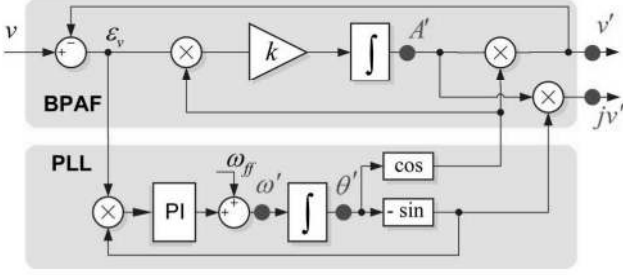 v
−
+
ε_v
×
k
∫
A'
×
v'
BPAF
×
jv'
PLL
ω_ff
cos
×
PI
+
+
ω'
∫
θ'
- sin